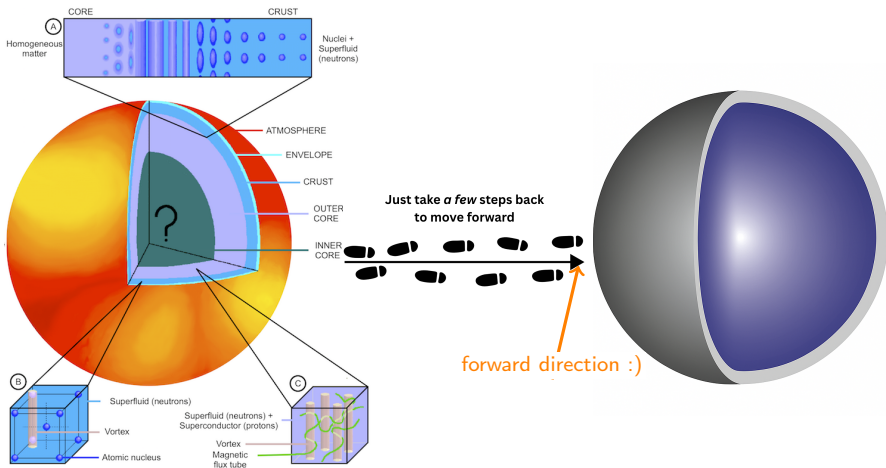 A
CORE
CRUST
Homogeneous
matter
Nuclei +
Superfluid
(neutrons)
ATMOSPHERE
ENVELOPE
CRUST
OUTER
CORE
INNER
CORE
?
Just take a few steps back
to move forward
forward direction :)
B
Superfluid (neutrons)
Vortex
Atomic nucleus
C
Superfluid (neutrons) +
Superconductor (protons)
Vortex
Magnetic
flux tube